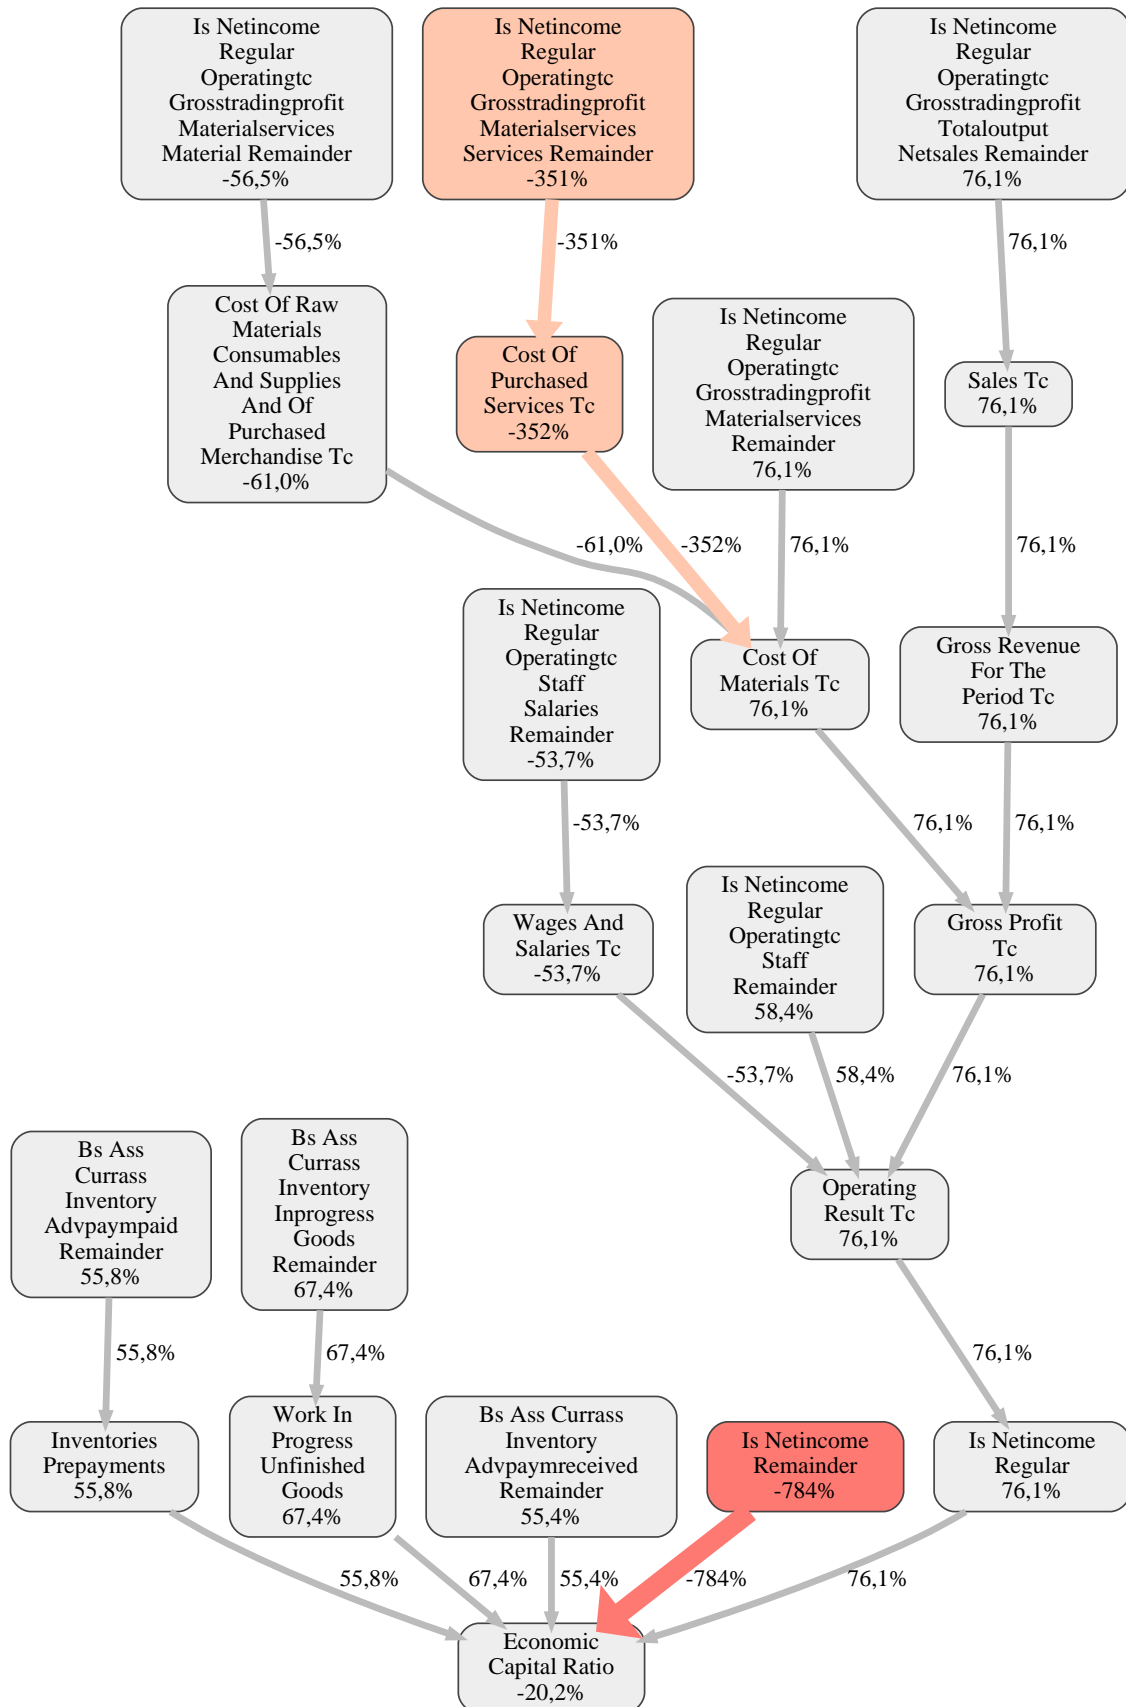 Is Netincome
Regular
Operatingtc
Grosstradingprofit
Materialservices
Material Remainder
-56,5%
Is Netincome
Regular
Operatingtc
Grosstradingprofit
Materialservices
Services Remainder
-351%
Is Netincome
Regular
Operatingtc
Grosstradingprofit
Totaloutput
Netsales Remainder
76,1%
-56,5%
-351%
76,1%
Cost Of Raw
Materials
Consumables
And Supplies
And Of
Purchased
Merchandise Tc
-61,0%
Cost Of
Purchased
Services Tc
-352%
Is Netincome
Regular
Operatingtc
Grosstradingprofit
Materialservices
Remainder
76,1%
Sales Tc
76,1%
-61,0%
-352%
76,1%
76,1%
Is Netincome
Regular
Operatingtc
Staff
Salaries
Remainder
-53,7%
Cost Of
Materials Tc
76,1%
Gross Revenue
For The
Period Tc
76,1%
-53,7%
76,1%
76,1%
Wages And
Salaries Tc
-53,7%
Is Netincome
Regular
Operatingtc
Staff
Remainder
58,4%
Gross Profit
Tc
76,1%
-53,7%
58,4%
76,1%
Bs Ass
Currass
Inventory
Advpaympaid
Remainder
55,8%
Bs Ass
Currass
Inventory
Inprogress
Goods
Remainder
67,4%
Operating
Result Tc
76,1%
55,8%
67,4%
76,1%
Inventories
Prepayments
55,8%
Work In
Progress
Unfinished
Goods
67,4%
Bs Ass Currass
Inventory
Advpaymreceived
Remainder
55,4%
Is Netincome
Remainder
-784%
Is Netincome
Regular
76,1%
55,8%
67,4%
55,4%
-784%
76,1%
Economic
Capital Ratio
-20,2%